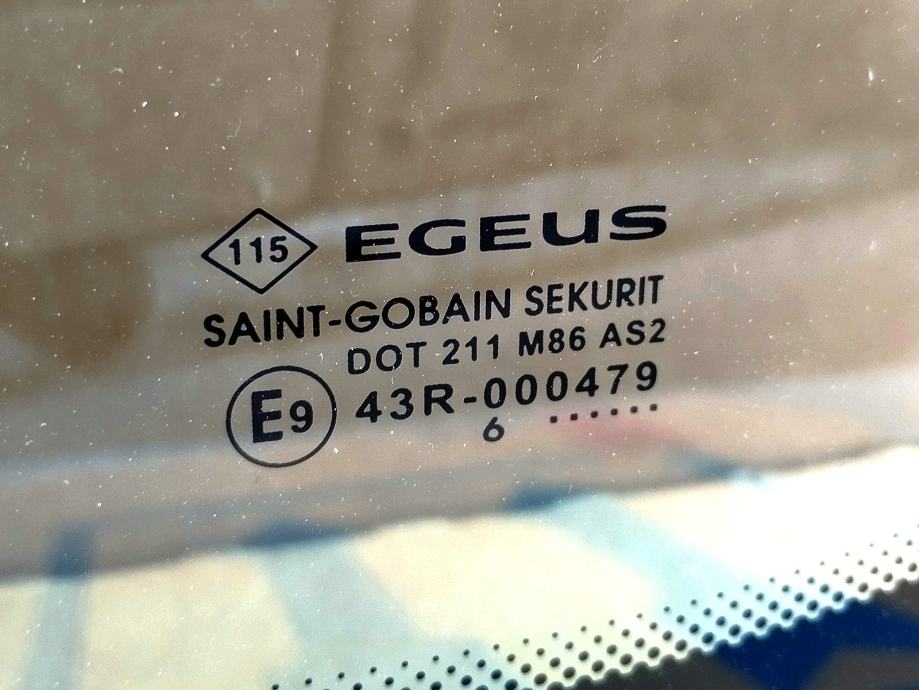 115 EGEUS
SAINT-GOBAIN SEKURIT
DOT 211 M86 AS2
E9 43R-000479
6 ......